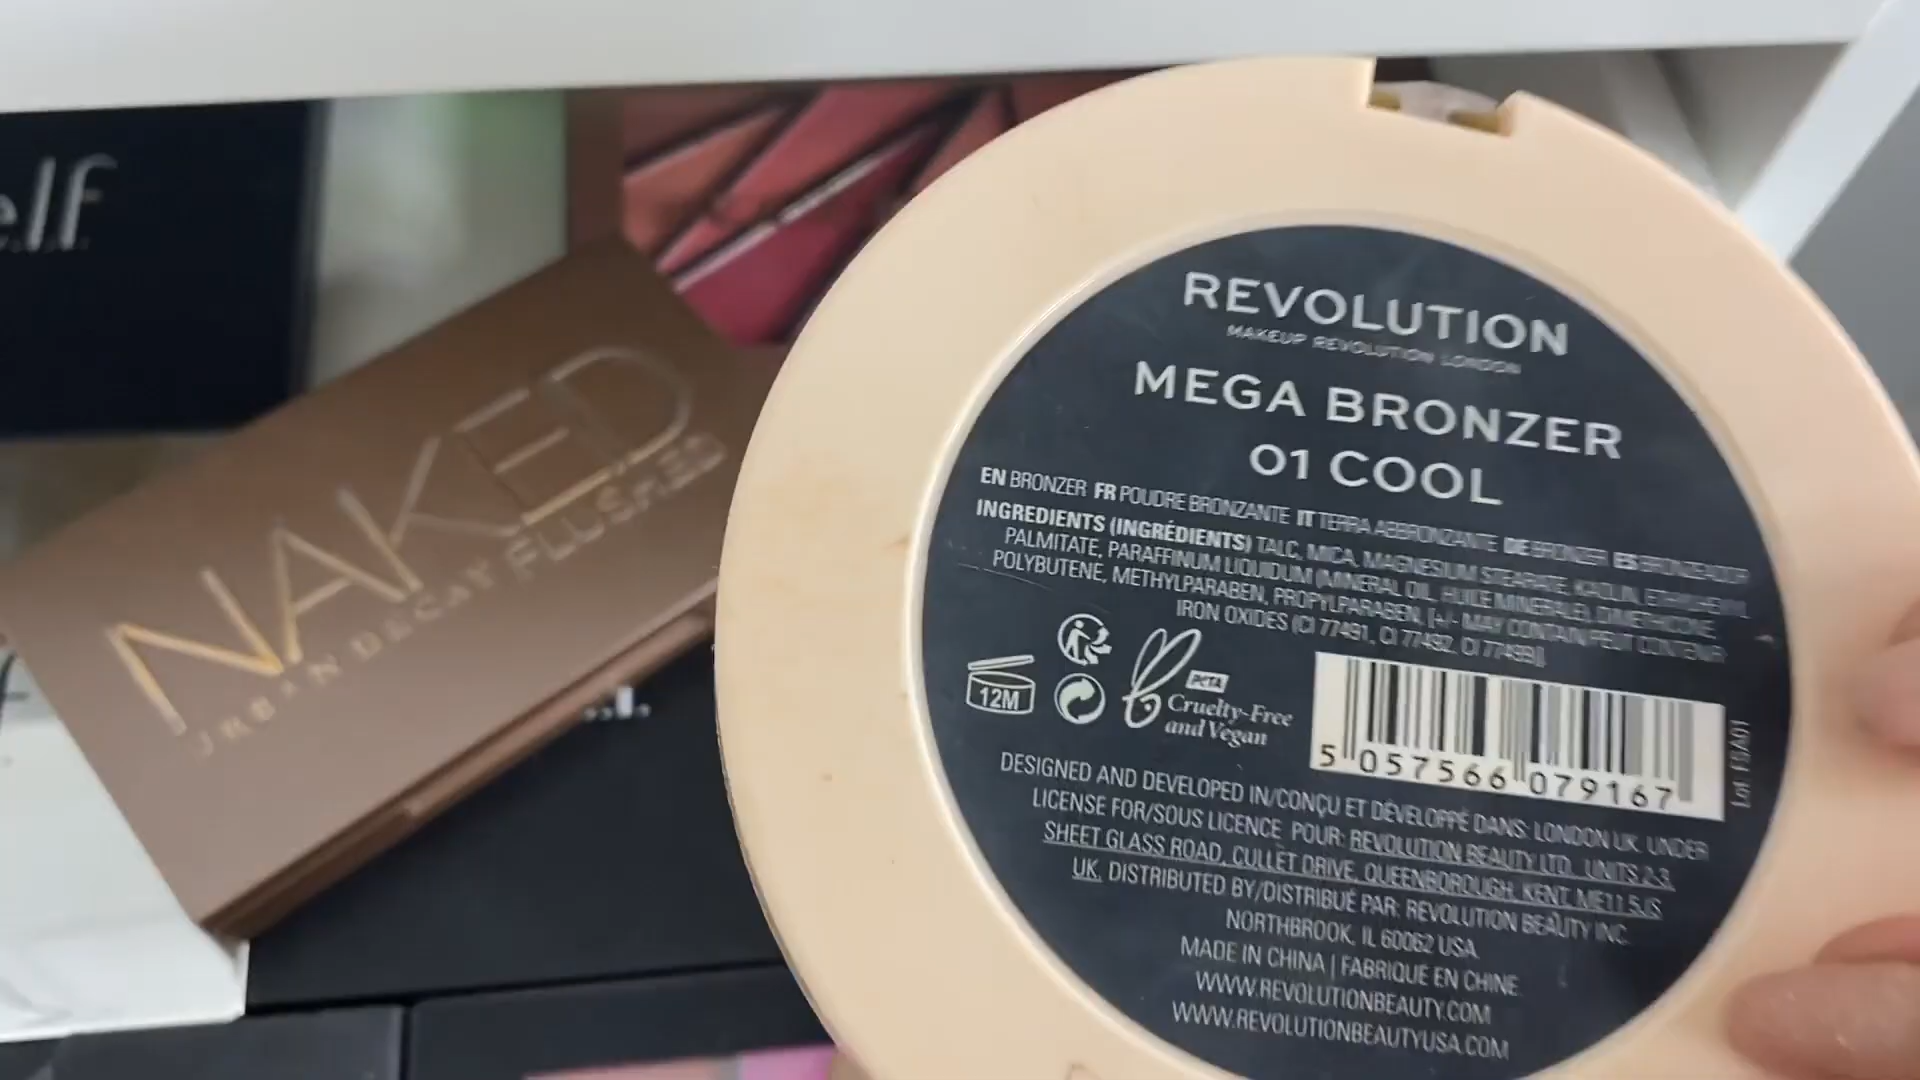 elf
NAKED
URBAN DECAY FLUSHED
REVOLUTION
MAKEUP REVOLUTION LONDON
MEGA BRONZER
01 COOL
EN BRONZER FR POUDRE BRONZANTE IT TERRA ABBRONZANTE DE BRONZER ES BRONCEADOR
INGREDIENTS (INGRÉDIENTS) TALC, MICA, MAGNESIUM STEARATE, KAOLIN, ETHYLHEXYL
PALMITATE, PARAFFINUM LIQUIDUM (MINERAL OIL, HUILE MINERALE), DIMETHICONE,
POLYBUTENE, METHYLPARABEN, PROPYLPARABEN, [+/- MAY CONTAIN/PEUT CONTENIR
IRON OXIDES (CI 77491, CI 77492, CI 77499)]
12M
PETA
Cruelty-Free
and Vegan
5 057566 079167
DESIGNED AND DEVELOPED IN/CONÇU ET DÉVELOPPÉ DANS: LONDON UK. UNDER
LICENSE FOR/SOUS LICENCE POUR: REVOLUTION BEAUTY LTD, UNITS 2-3,
SHEET GLASS ROAD, CULLET DRIVE, QUEENBOROUGH, KENT, ME11 5JS
UK. DISTRIBUTED BY/DISTRIBUÉ PAR: REVOLUTION BEAUTY INC.
NORTHBROOK, IL 60062 USA
MADE IN CHINA | FABRIQUÉ EN CHINE
WWW.REVOLUTIONBEAUTY.COM
WWW.REVOLUTIONBEAUTYUSA.COM